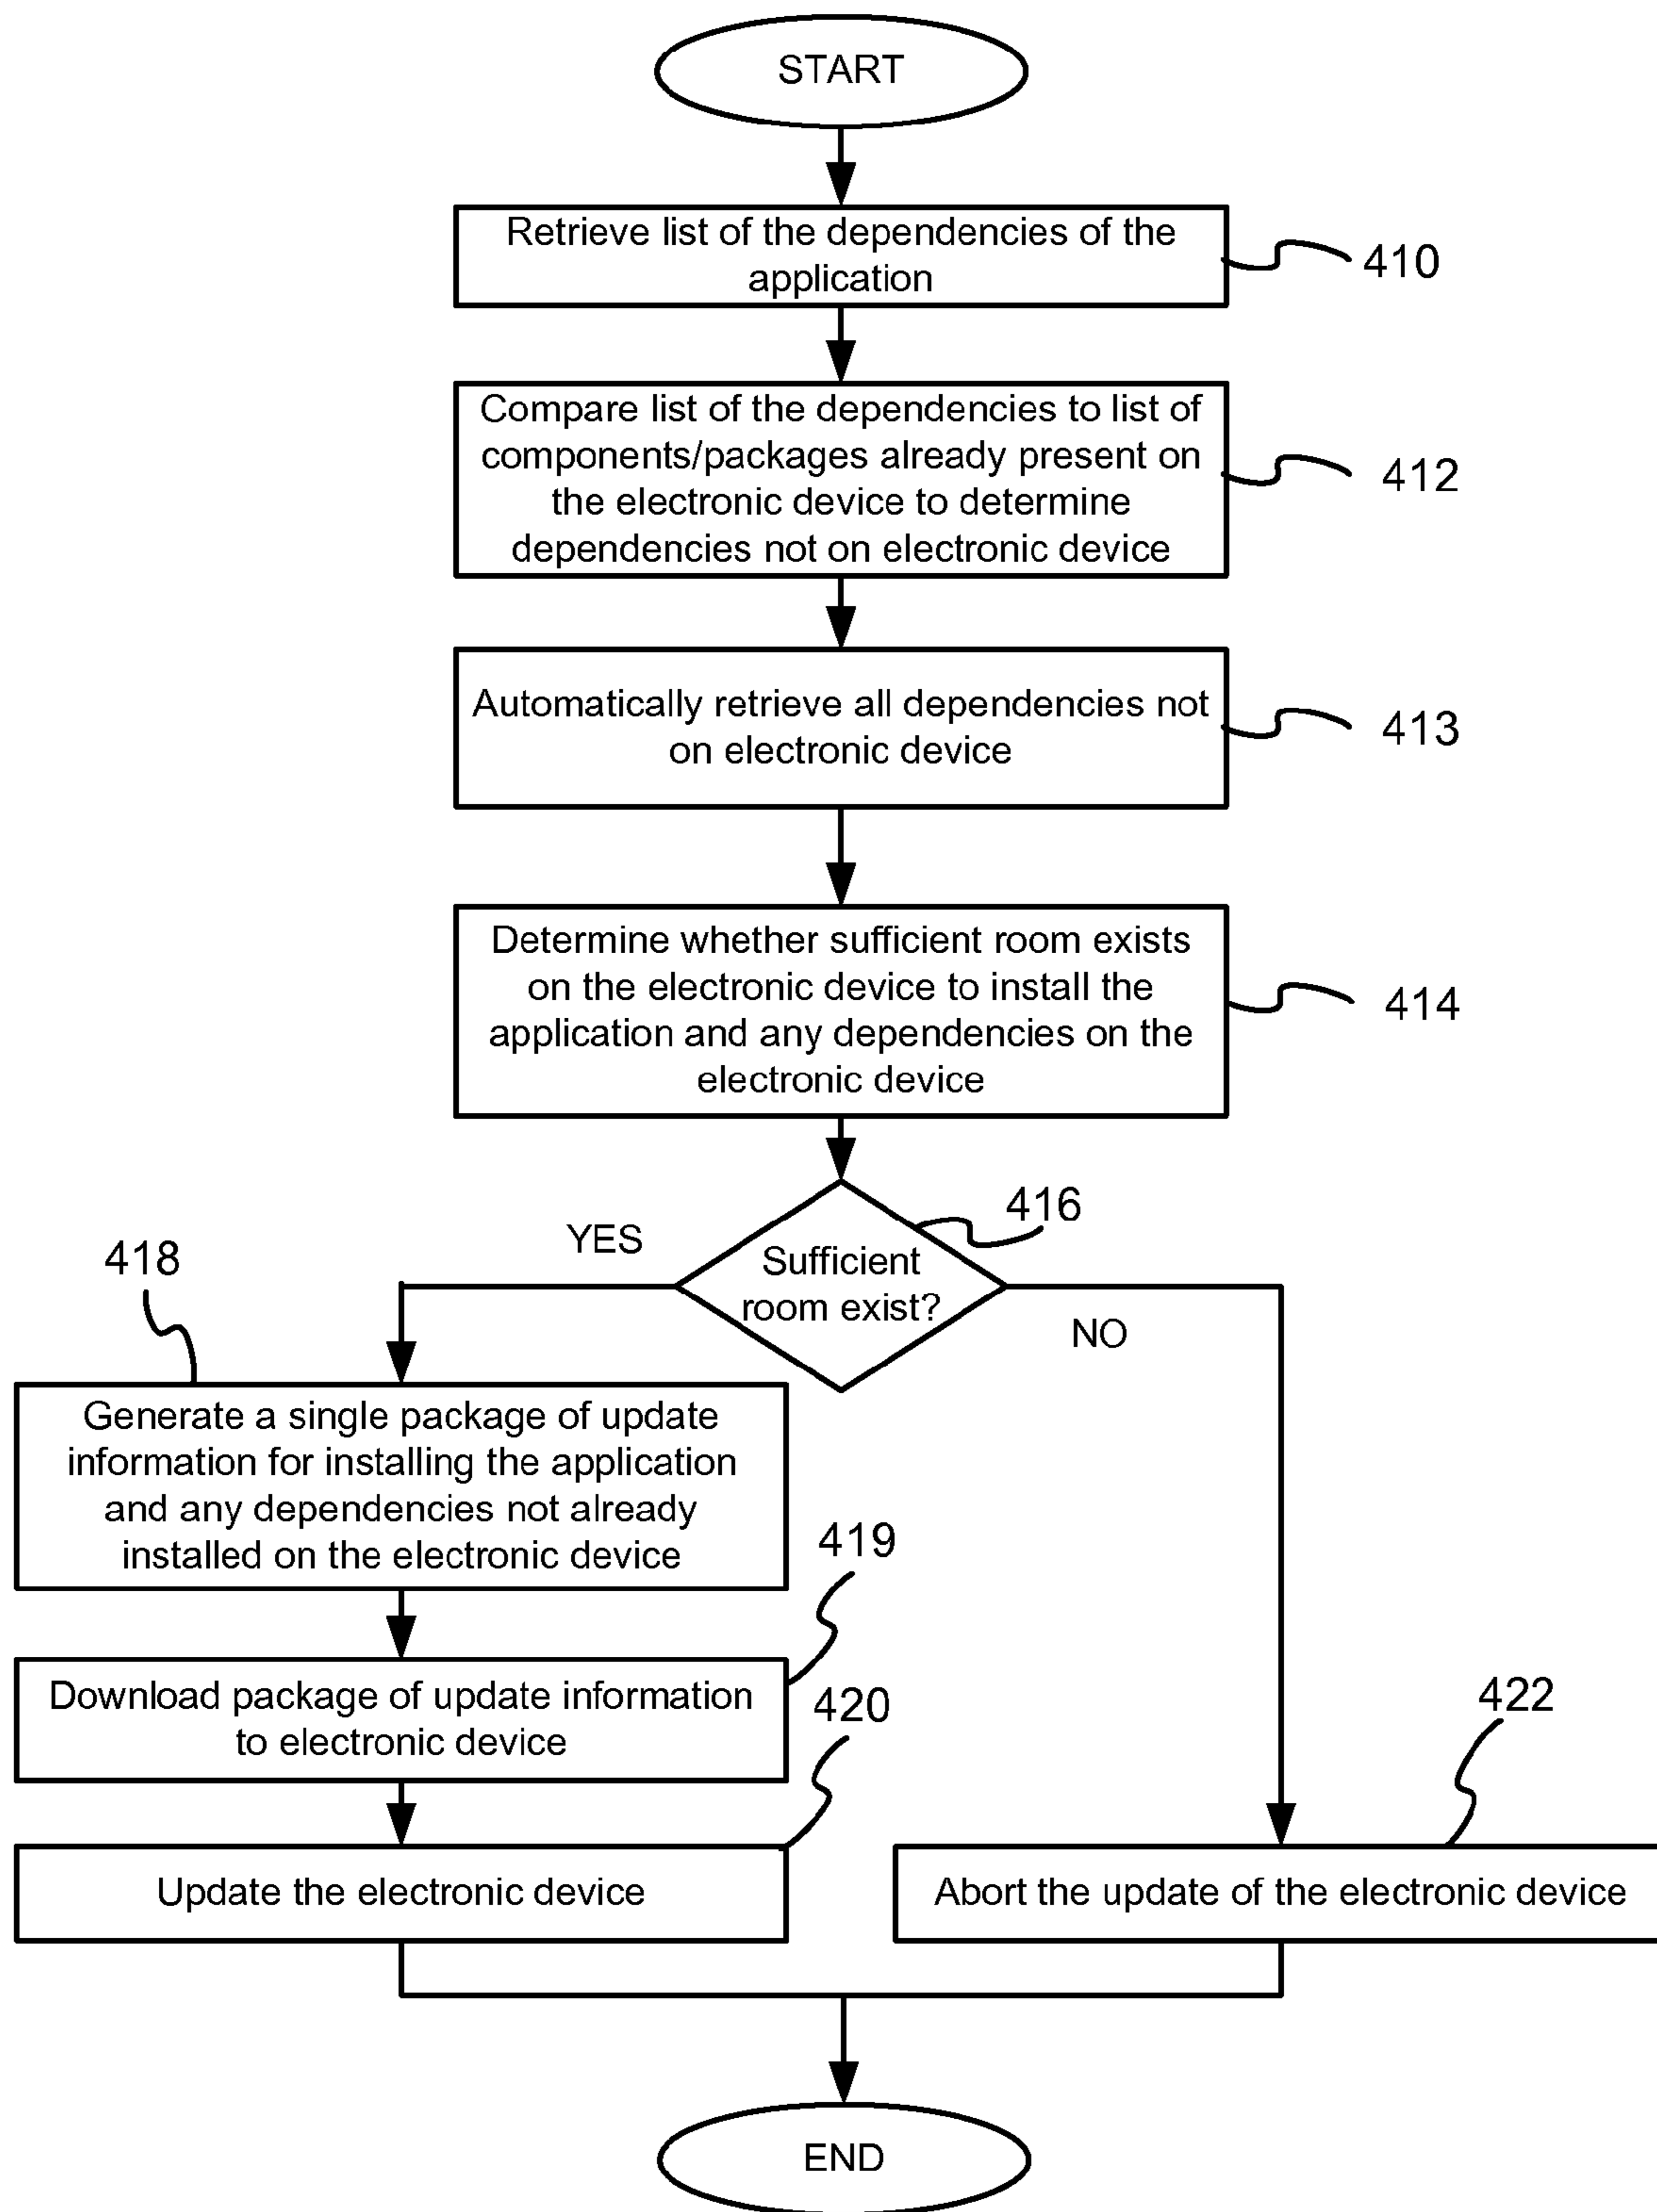 START
Retrieve list of the dependencies of the
application
410
Compare list of the dependencies to list of
components/packages already present on
the electronic device to determine
dependencies not on electronic device
412
Automatically retrieve all dependencies not
on electronic device
413
Determine whether sufficient room exists
on the electronic device to install the
application and any dependencies on the
electronic device
414
416
YES
Sufficient
room exist?
NO
418
Generate a single package of update
information for installing the application
and any dependencies not already
installed on the electronic device
419
Download package of update information
to electronic device
420
422
Update the electronic device
Abort the update of the electronic device
END